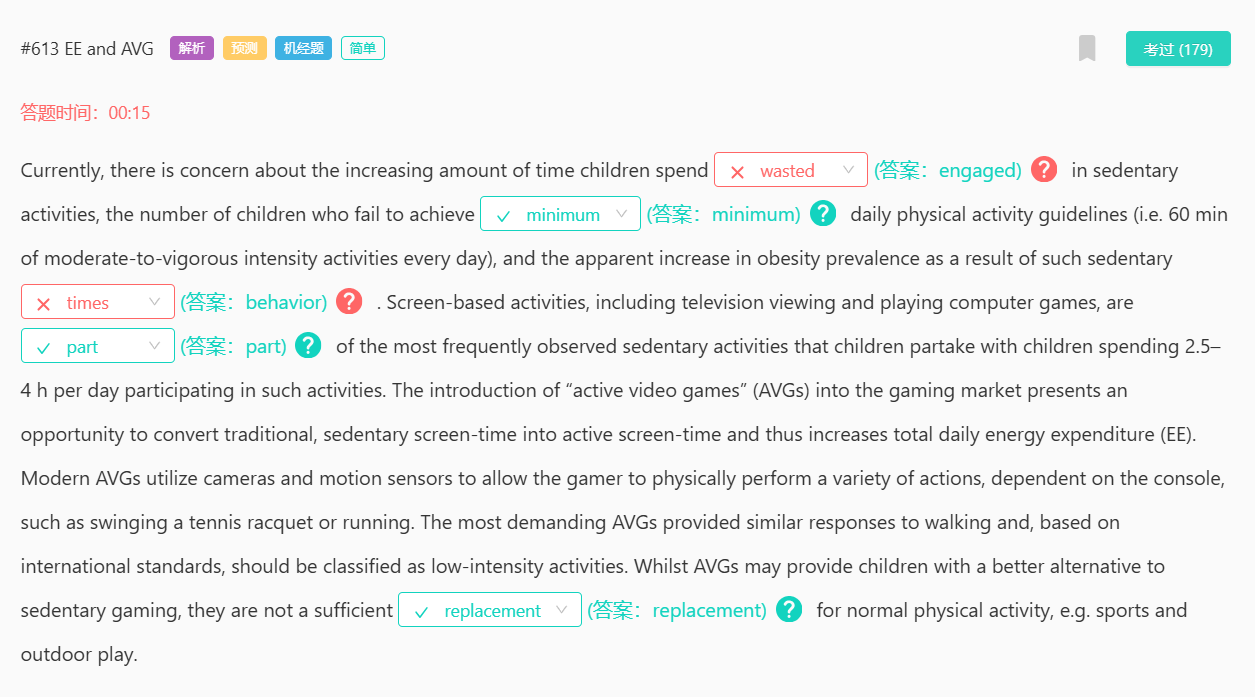 #613 EE and AVG 解析 预测 机经题 简单 考过 (179)
答题时间：00:15
Currently, there is concern about the increasing amount of time children spend wasted (答案：engaged) ? in sedentary
activities, the number of children who fail to achieve minimum (答案：minimum) ? daily physical activity guidelines (i.e. 60 min
of moderate-to-vigorous intensity activities every day), and the apparent increase in obesity prevalence as a result of such sedentary
times (答案：behavior) ? . Screen-based activities, including television viewing and playing computer games, are
part (答案：part) ? of the most frequently observed sedentary activities that children partake with children spending 2.5–
4 h per day participating in such activities. The introduction of “active video games” (AVGs) into the gaming market presents an
opportunity to convert traditional, sedentary screen-time into active screen-time and thus increases total daily energy expenditure (EE).
Modern AVGs utilize cameras and motion sensors to allow the gamer to physically perform a variety of actions, dependent on the console,
such as swinging a tennis racquet or running. The most demanding AVGs provided similar responses to walking and, based on
international standards, should be classified as low-intensity activities. Whilst AVGs may provide children with a better alternative to
sedentary gaming, they are not a sufficient replacement (答案：replacement) ? for normal physical activity, e.g. sports and
outdoor play.